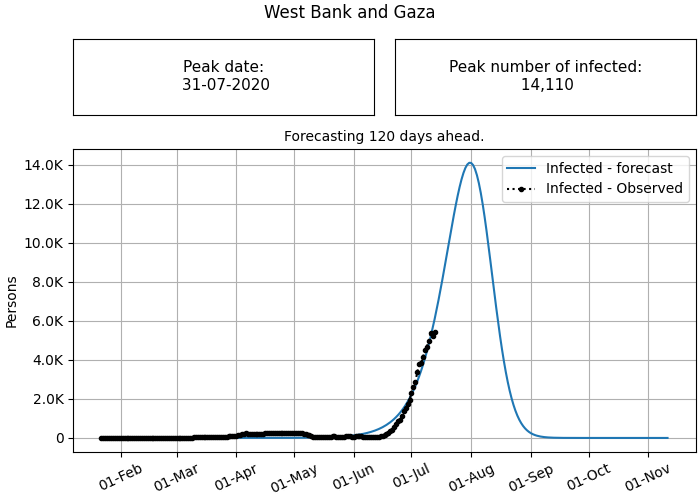 West Bank and Gaza
Peak date:
31-07-2020
Peak number of infected:
14,110
Forecasting 120 days ahead.
Infected - forecast
Infected - Observed
14.0K
12.0K
10.0K
8.0K
6.0K
4.0K
2.0K
0
Persons
01-Feb
01-Mar
01-Apr
01-May
01-Jun
01-Jul
01-Aug
01-Sep
01-Oct
01-Nov